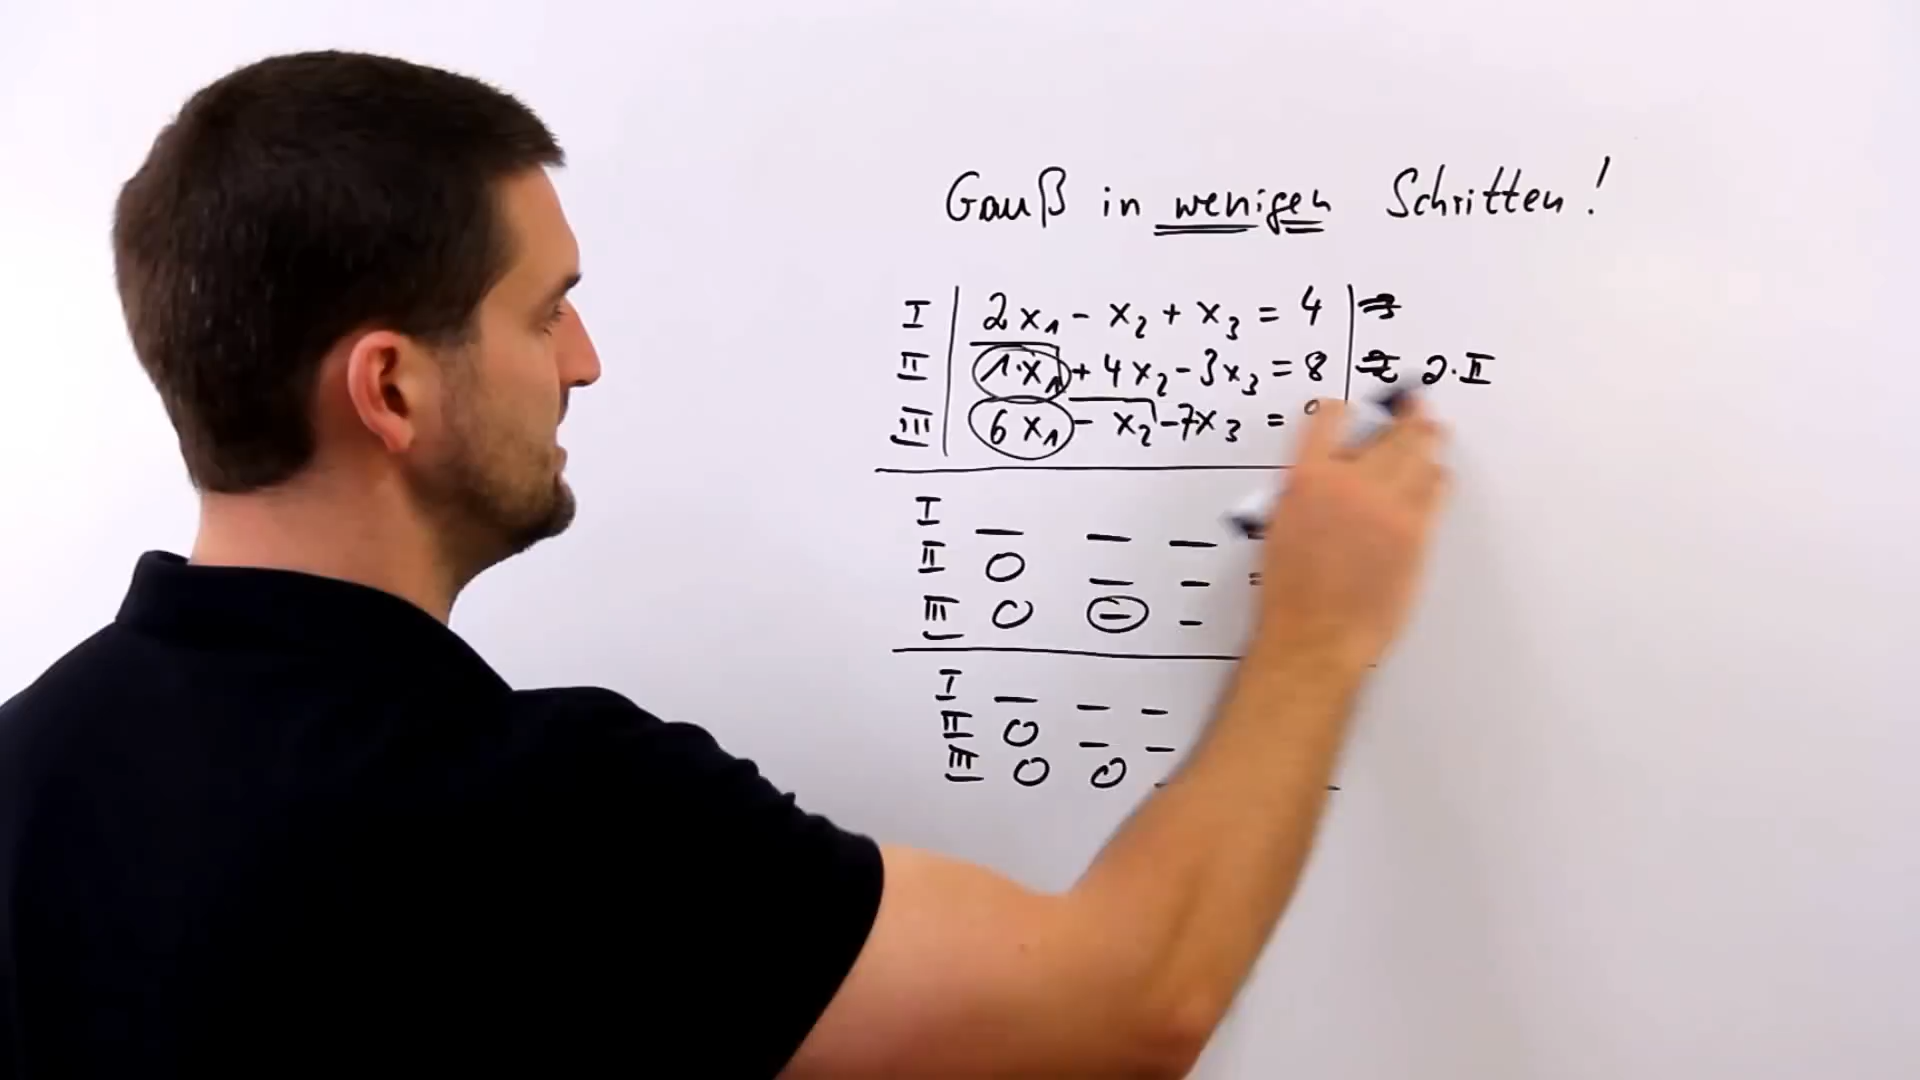 Gauß in wenigen Schritten!
I | 2x₁ - x₂ + x₃ = 4 |
II | 1·x₁ + 4x₂ - 3x₃ = 8 | 2·II
III | 6x₁ - x₂ - 7x₃ =
I _ _ _
II 0 _ _ =
III 0 _ _
I _ _ _
II 0 _ _
III 0 0 _ _